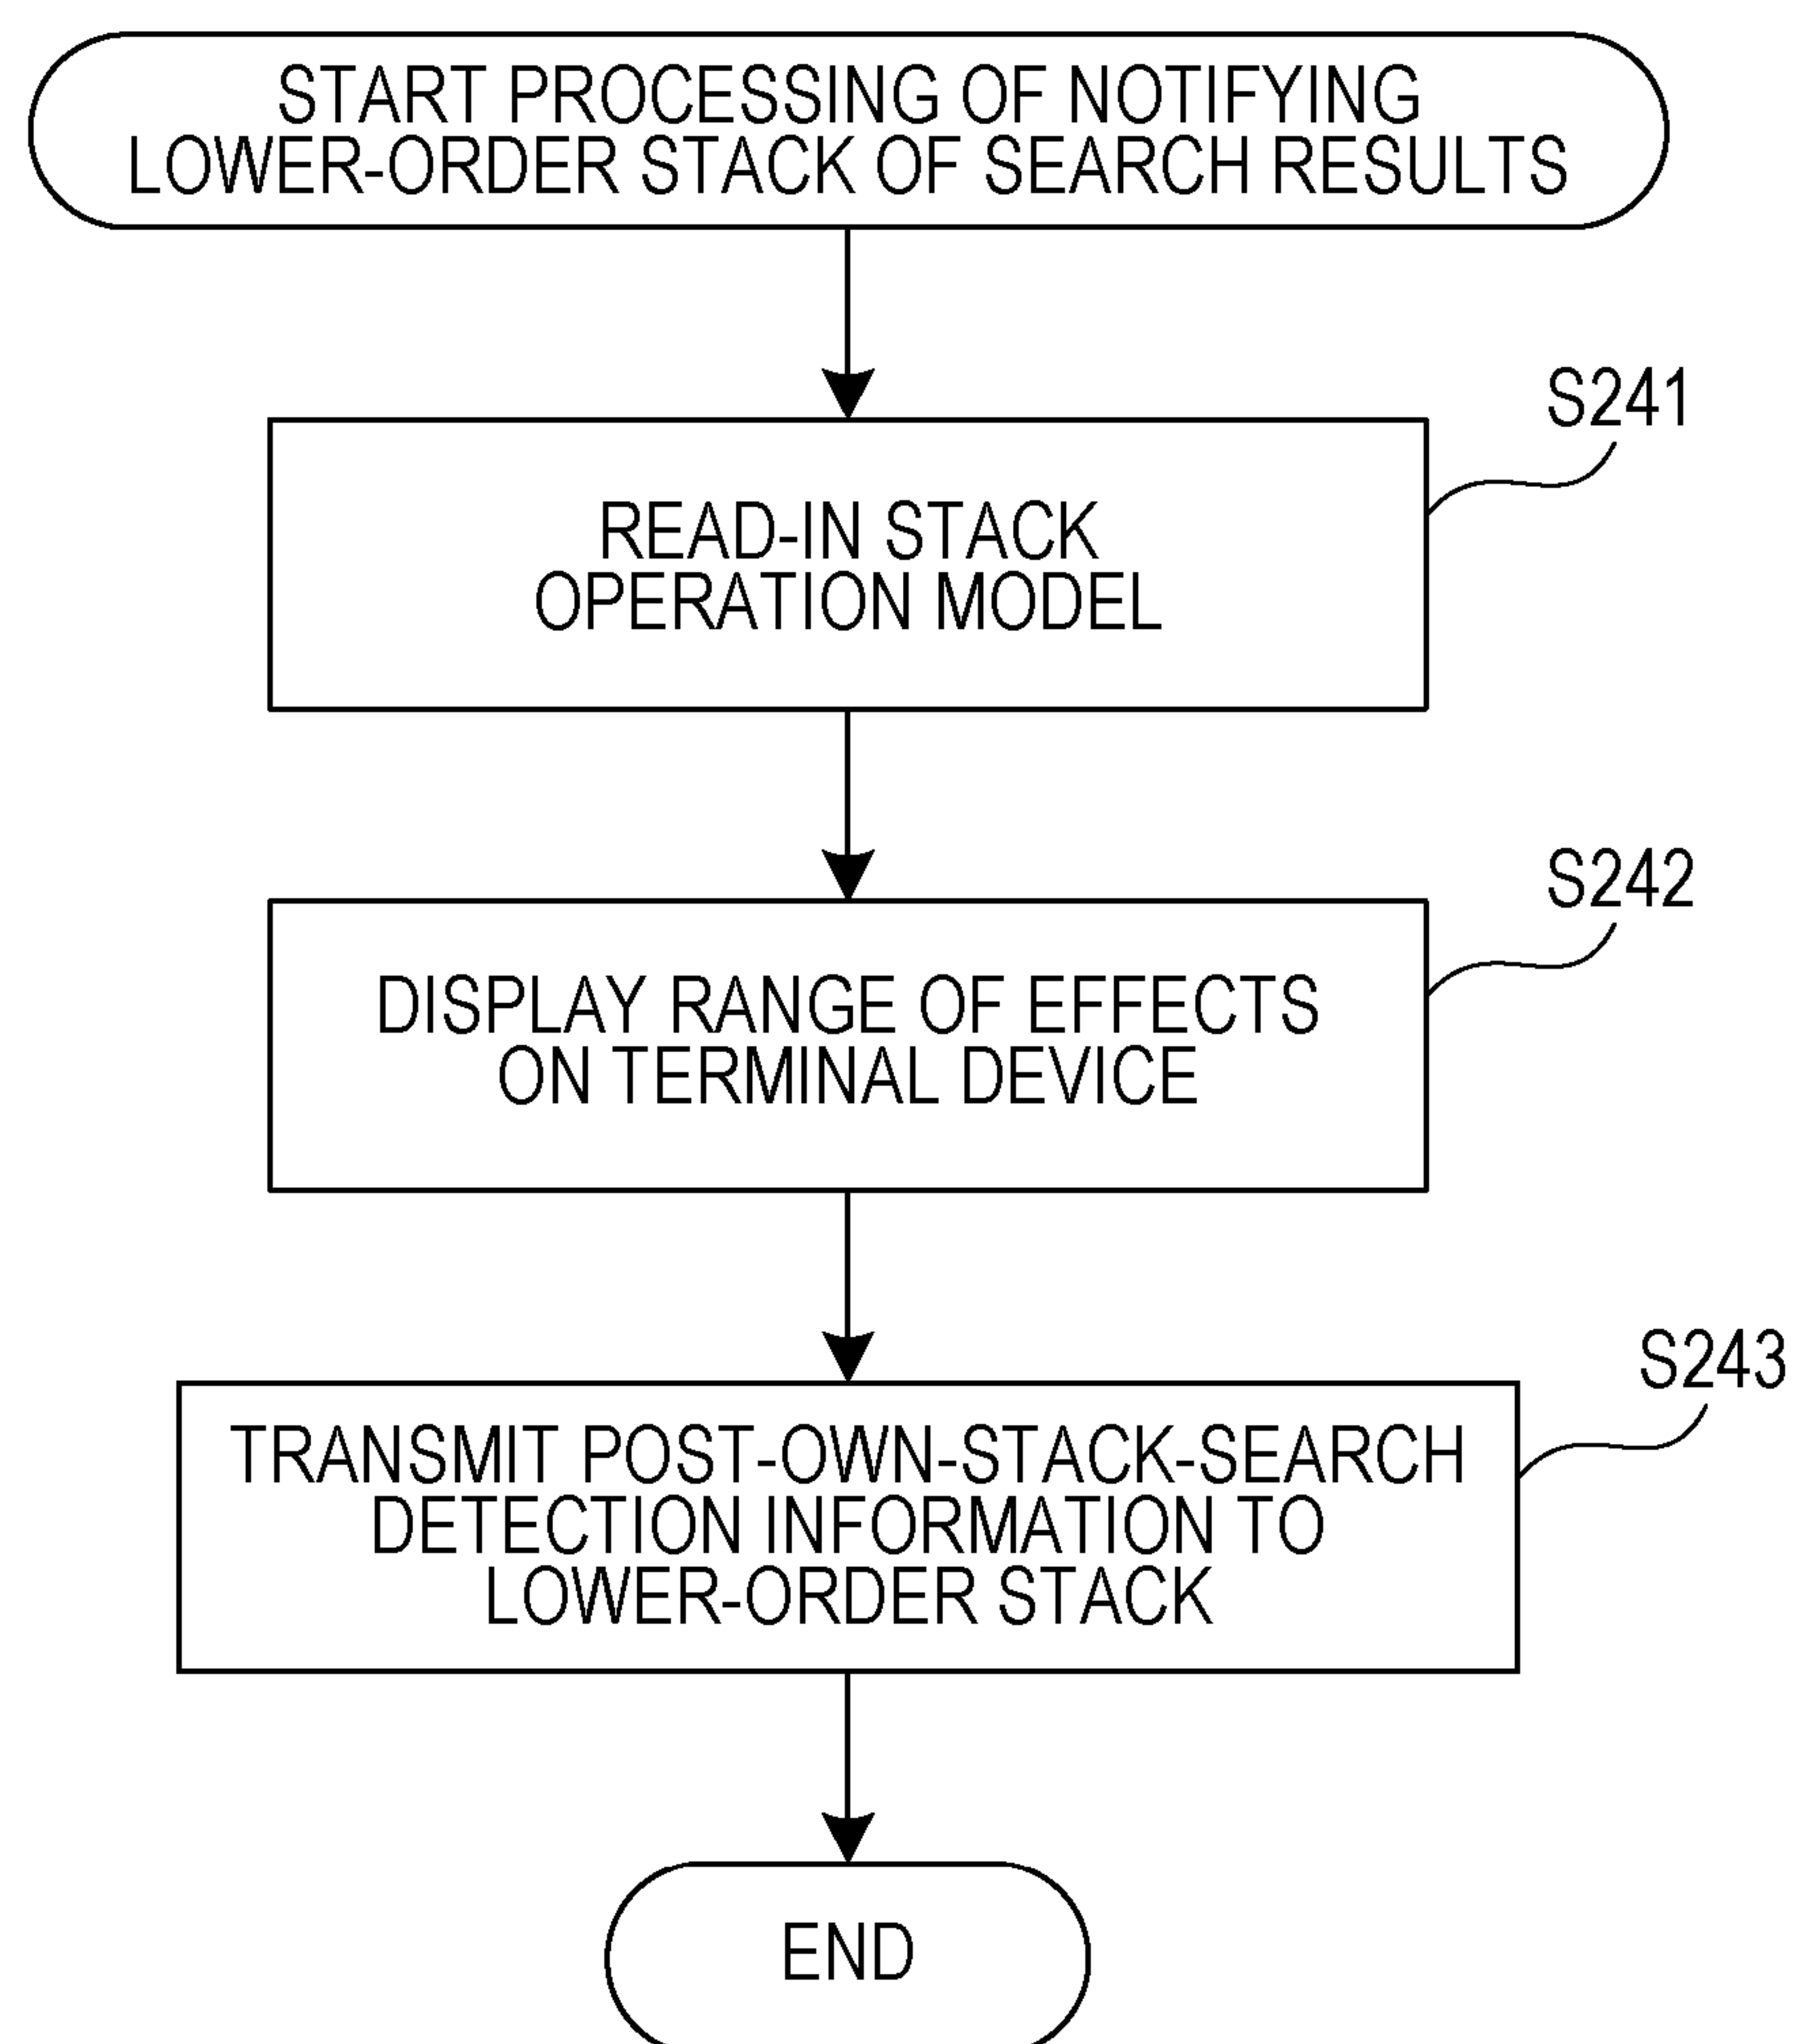 START PROCESSING OF NOTIFYING
LOWER-ORDER STACK OF SEARCH RESULTS
S241
READ-IN STACK
OPERATION MODEL
S242
DISPLAY RANGE OF EFFECTS
ON TERMINAL DEVICE
S243
TRANSMIT POST-OWN-STACK-SEARCH
DETECTION INFORMATION TO
LOWER-ORDER STACK
END